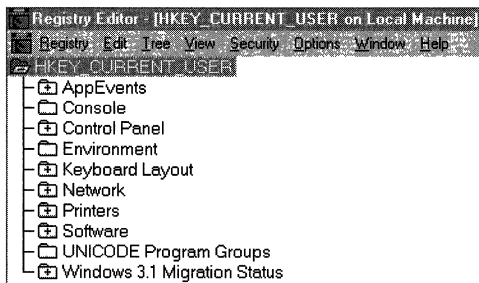 Registry Editor - [HKEY_CURRENT_USER on Local Machine]
Registry Edit Tree View Security Options Window Help
HKEY_CURRENT_USER
AppEvents
Console
Control Panel
Environment
Keyboard Layout
Network
Printers
Software
UNICODE Program Groups
Windows 3.1 Migration Status